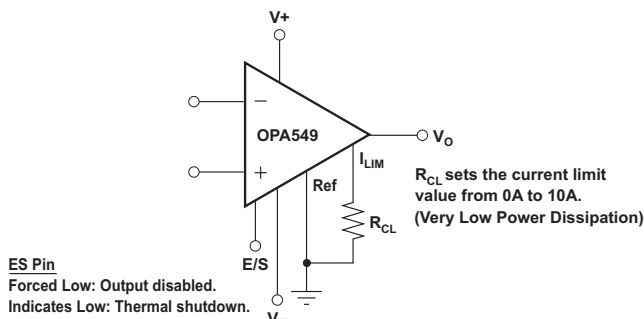 V+
−
OPA549
+
VO
ILIM
Ref
RCL
RCL sets the current limit
value from 0A to 10A.
(Very Low Power Dissipation)
E/S
ES Pin
Forced Low: Output disabled.
Indicates Low: Thermal shutdown.